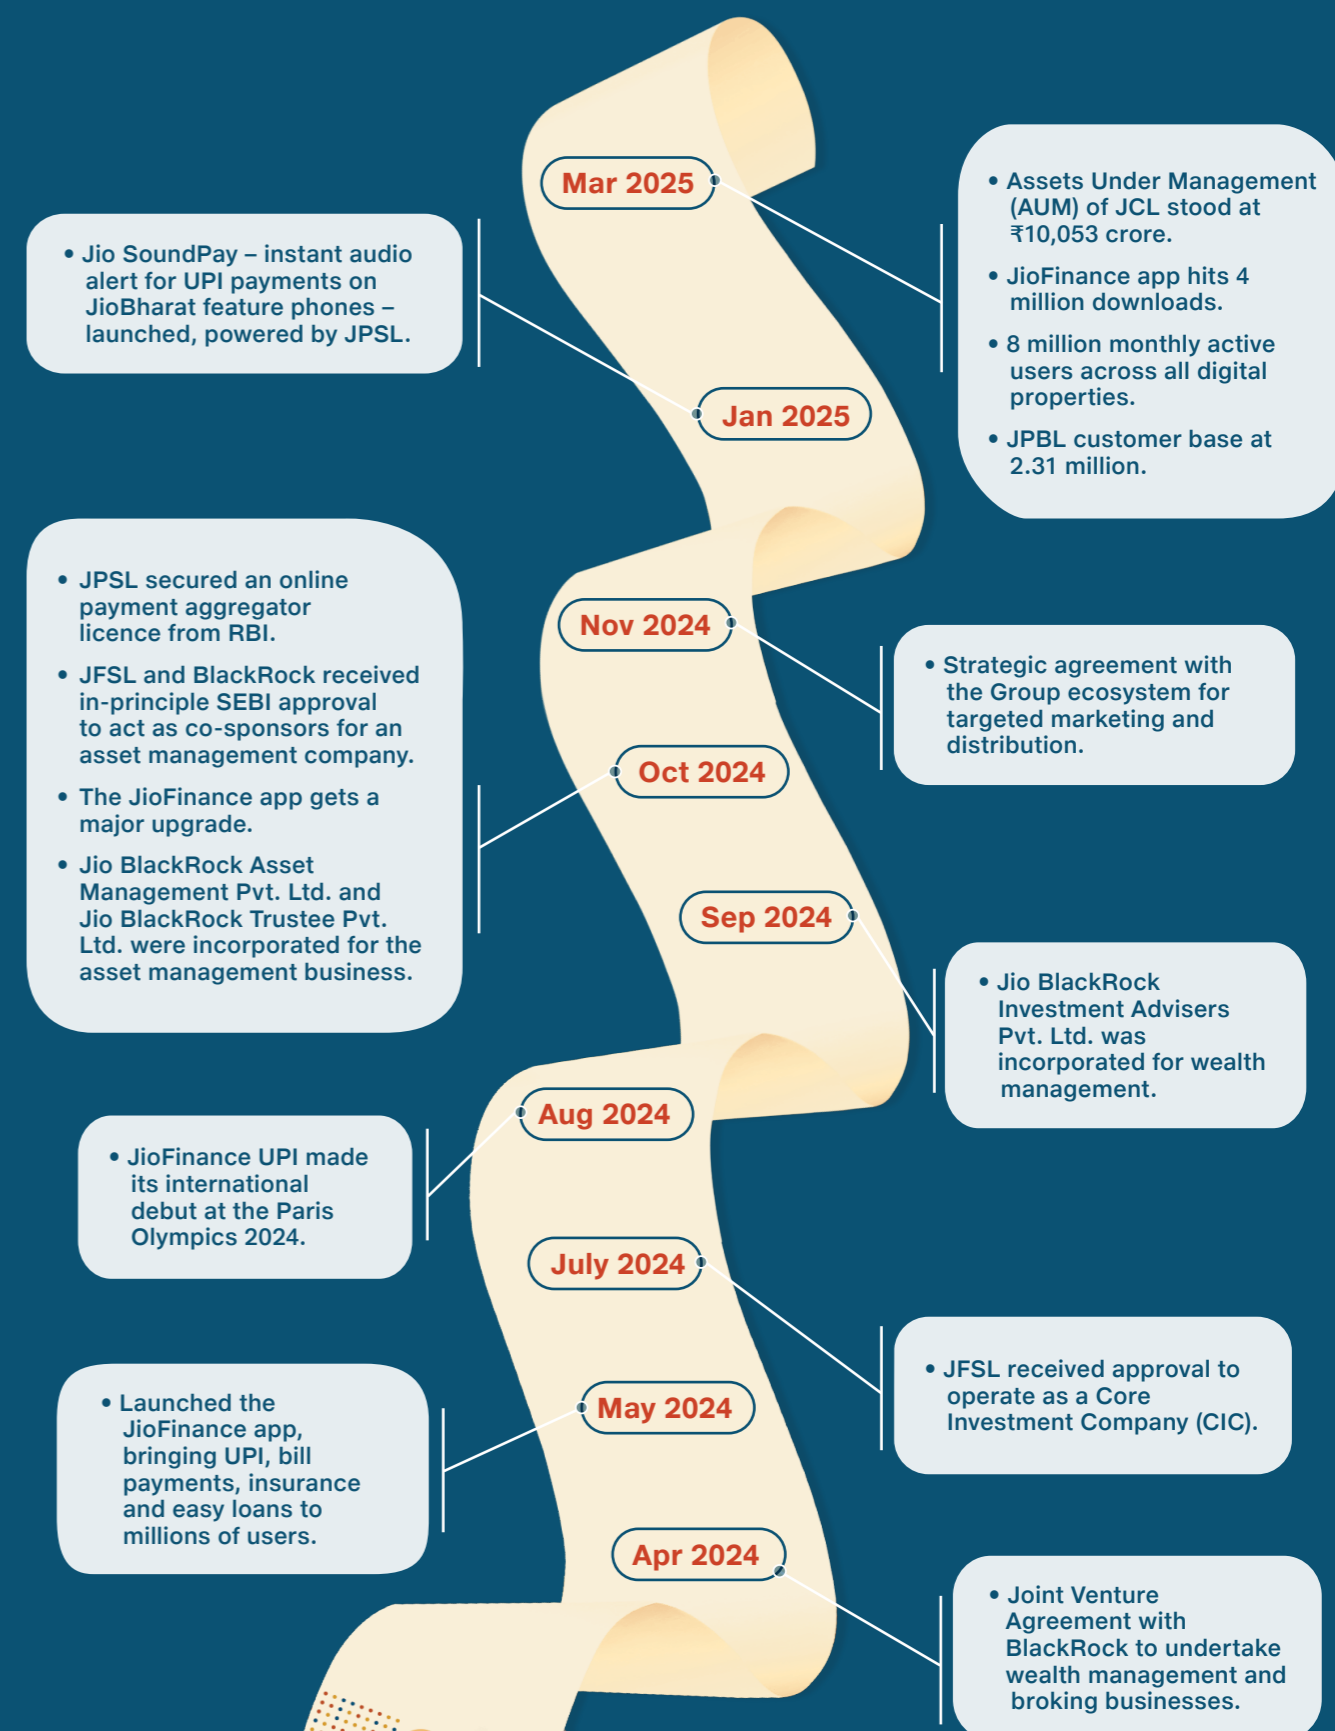 Mar 2025
• Assets Under Management
(AUM) of JCL stood at
₹10,053 crore.
• JioFinance app hits 4
million downloads.
• 8 million monthly active
users across all digital
properties.
• JPBL customer base at
2.31 million.
• Jio SoundPay – instant audio
alert for UPI payments on
JioBharat feature phones –
launched, powered by JPSL.
Jan 2025
Nov 2024
• Strategic agreement with
the Group ecosystem for
targeted marketing and
distribution.
• JPSL secured an online
payment aggregator
licence from RBI.
• JFSL and BlackRock received
in-principle SEBI approval
to act as co-sponsors for an
asset management company.
• The JioFinance app gets a
major upgrade.
• Jio BlackRock Asset
Management Pvt. Ltd. and
Jio BlackRock Trustee Pvt.
Ltd. were incorporated for the
asset management business.
Oct 2024
Sep 2024
• Jio BlackRock
Investment Advisers
Pvt. Ltd. was
incorporated for wealth
management.
Aug 2024
• JioFinance UPI made
its international
debut at the Paris
Olympics 2024.
July 2024
• JFSL received approval to
operate as a Core
Investment Company (CIC).
• Launched the
JioFinance app,
bringing UPI, bill
payments, insurance
and easy loans to
millions of users.
May 2024
Apr 2024
• Joint Venture
Agreement with
BlackRock to undertake
wealth management and
broking businesses.